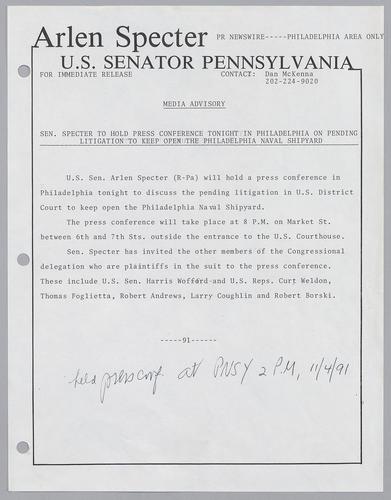 Arlen Specter PR NEWSWIRE-----PHILADELPHIA AREA ONLY
U.S. SENATOR PENNSYLVANIA
FOR IMMEDIATE RELEASE CONTACT: Dan McKenna
202-224-9020
MEDIA ADVISORY
SEN. SPECTER TO HOLD PRESS CONFERENCE TONIGHT IN PHILADELPHIA ON PENDING
LITIGATION TO KEEP OPEN THE PHILADELPHIA NAVAL SHIPYARD
U.S. Sen. Arlen Specter (R-Pa) will hold a press conference in
Philadelphia tonight to discuss the pending litigation in U.S. District
Court to keep open the Philadelphia Naval Shipyard.
The press conference will take place at 8 P.M. on Market St.
between 6th and 7th Sts. outside the entrance to the U.S. Courthouse.
Sen. Specter has invited the other members of the Congressional
delegation who are plaintiffs in the suit to the press conference.
These include U.S. Sen. Harris Wofford and U.S. Reps. Curt Weldon,
Thomas Foglietta, Robert Andrews, Larry Coughlin and Robert Borski.
-----91-----
held press conf. at PNSY 2 P.M, 11/4/91